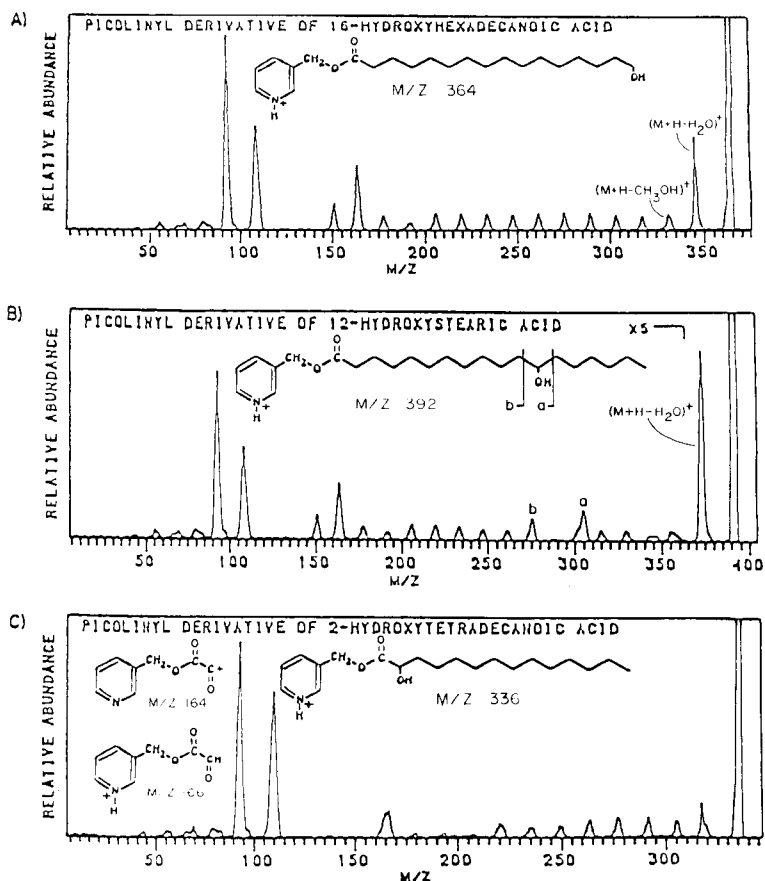 A)
PICOLINYL DERIVATIVE OF 16-HYDROXYHEXADECANOIC ACID
RELATIVE ABUNDANCE
O
CH2
O
C
OH
N
H
+
M/Z 364
(M+H-H2O)+
(M+H-CH3OH)+
50 100 150 200 250 300 350
M/Z
B)
PICOLINYL DERIVATIVE OF 12-HYDROXYSTEARIC ACID
X5
RELATIVE ABUNDANCE
O
CH2
O
C
OH
N
H
+
M/Z 392
b a
(M+H-H2O)+
b
a
50 100 150 200 250 300 350 400
M/Z
C)
PICOLINYL DERIVATIVE OF 2-HYDROXYTETRADECANOIC ACID
RELATIVE ABUNDANCE
O
CH2
O
C
C
+
O
N
M/Z 164
O
CH2
O
C
OH
N
H
+
M/Z 336
O
CH2
O
C
CH
O
+
N
H
50 100 150 200 250 300
M/Z